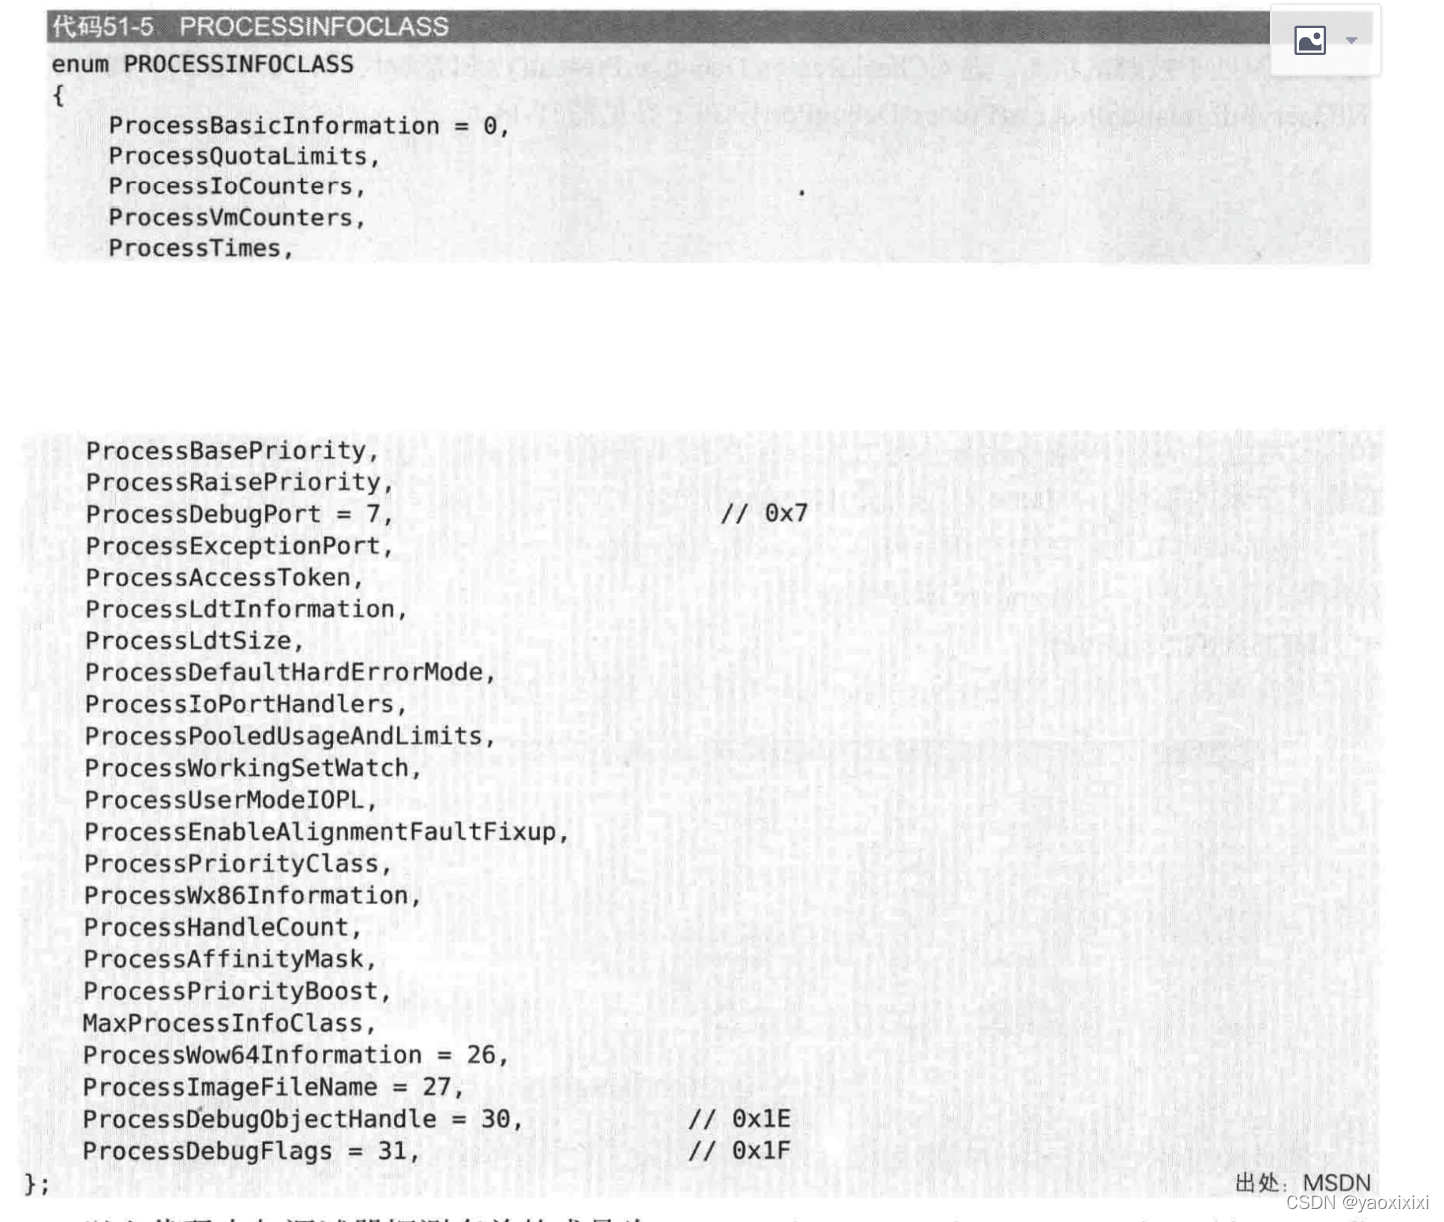 代码51-5 PROCESSINFOCLASS
enum PROCESSINFOCLASS
{
ProcessBasicInformation = 0,
ProcessQuotaLimits,
ProcessIoCounters,
ProcessVmCounters,
ProcessTimes,
ProcessBasePriority,
ProcessRaisePriority,
ProcessDebugPort = 7, // 0x7
ProcessExceptionPort,
ProcessAccessToken,
ProcessLdtInformation,
ProcessLdtSize,
ProcessDefaultHardErrorMode,
ProcessIoPortHandlers,
ProcessPooledUsageAndLimits,
ProcessWorkingSetWatch,
ProcessUserModeIOPL,
ProcessEnableAlignmentFaultFixup,
ProcessPriorityClass,
ProcessWx86Information,
ProcessHandleCount,
ProcessAffinityMask,
ProcessPriorityBoost,
MaxProcessInfoClass,
ProcessWow64Information = 26,
ProcessImageFileName = 27,
ProcessDebugObjectHandle = 30, // 0x1E
ProcessDebugFlags = 31, // 0x1F
};
出处：MSDN
CSDN @yaoxixixi